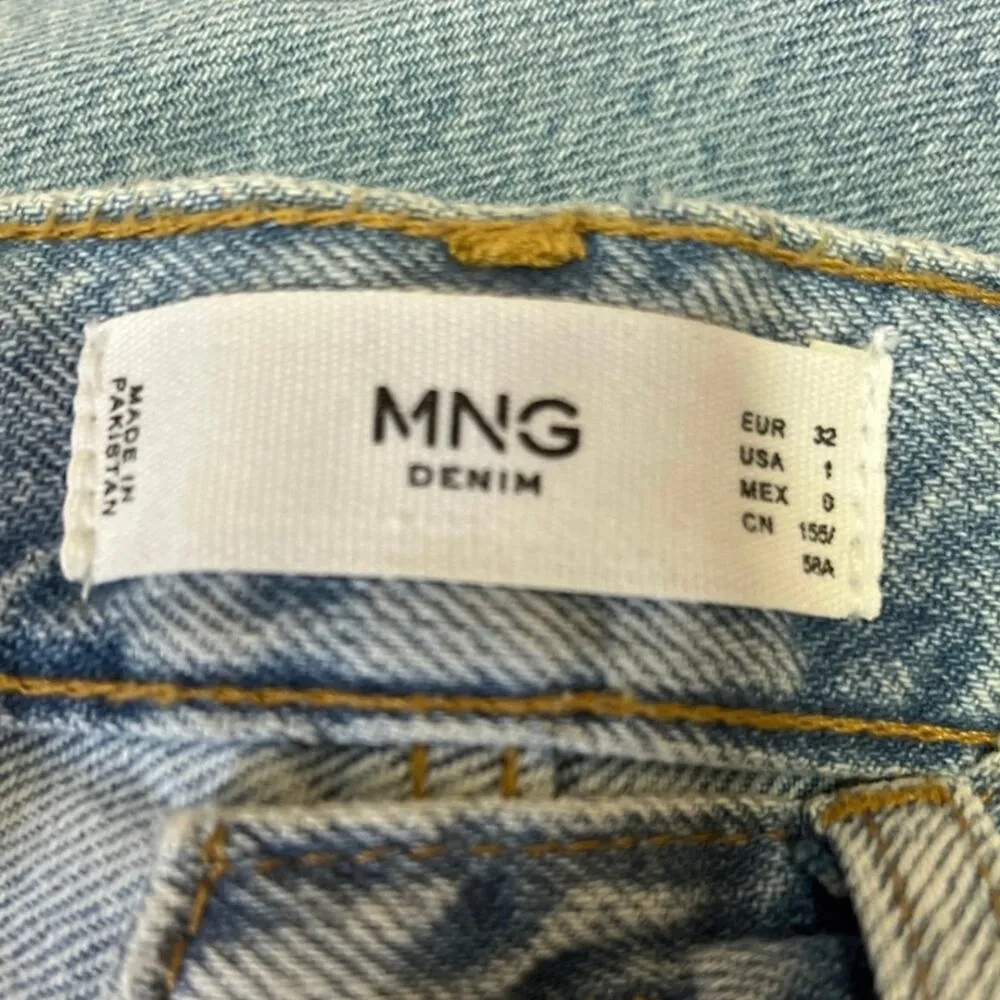 MADE IN
PAKISTAN
MNG
DENIM
EUR 32
USA 1
MEX 0
CN 155/
58A